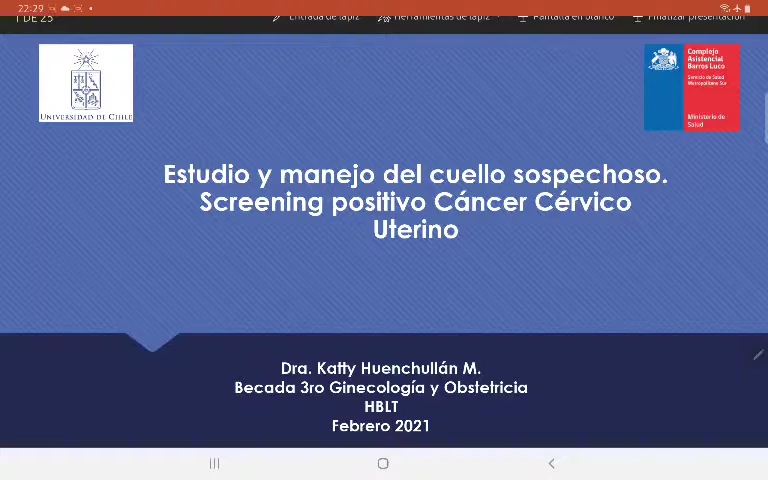 22:29
1 DE 25
Entrada de lápiz
Herramientas de lápiz
Pantalla en blanco
Finalizar presentación
UNIVERSIDAD DE CHILE
Complejo
Asistencial
Barros Luco
Servicio de Salud
Metropolitano Sur
Ministerio de
Salud
Estudio y manejo del cuello sospechoso.
Screening positivo Cáncer Cérvico
Uterino
Dra. Katty Huenchullán M.
Becada 3ro Ginecología y Obstetricia
HBLT
Febrero 2021